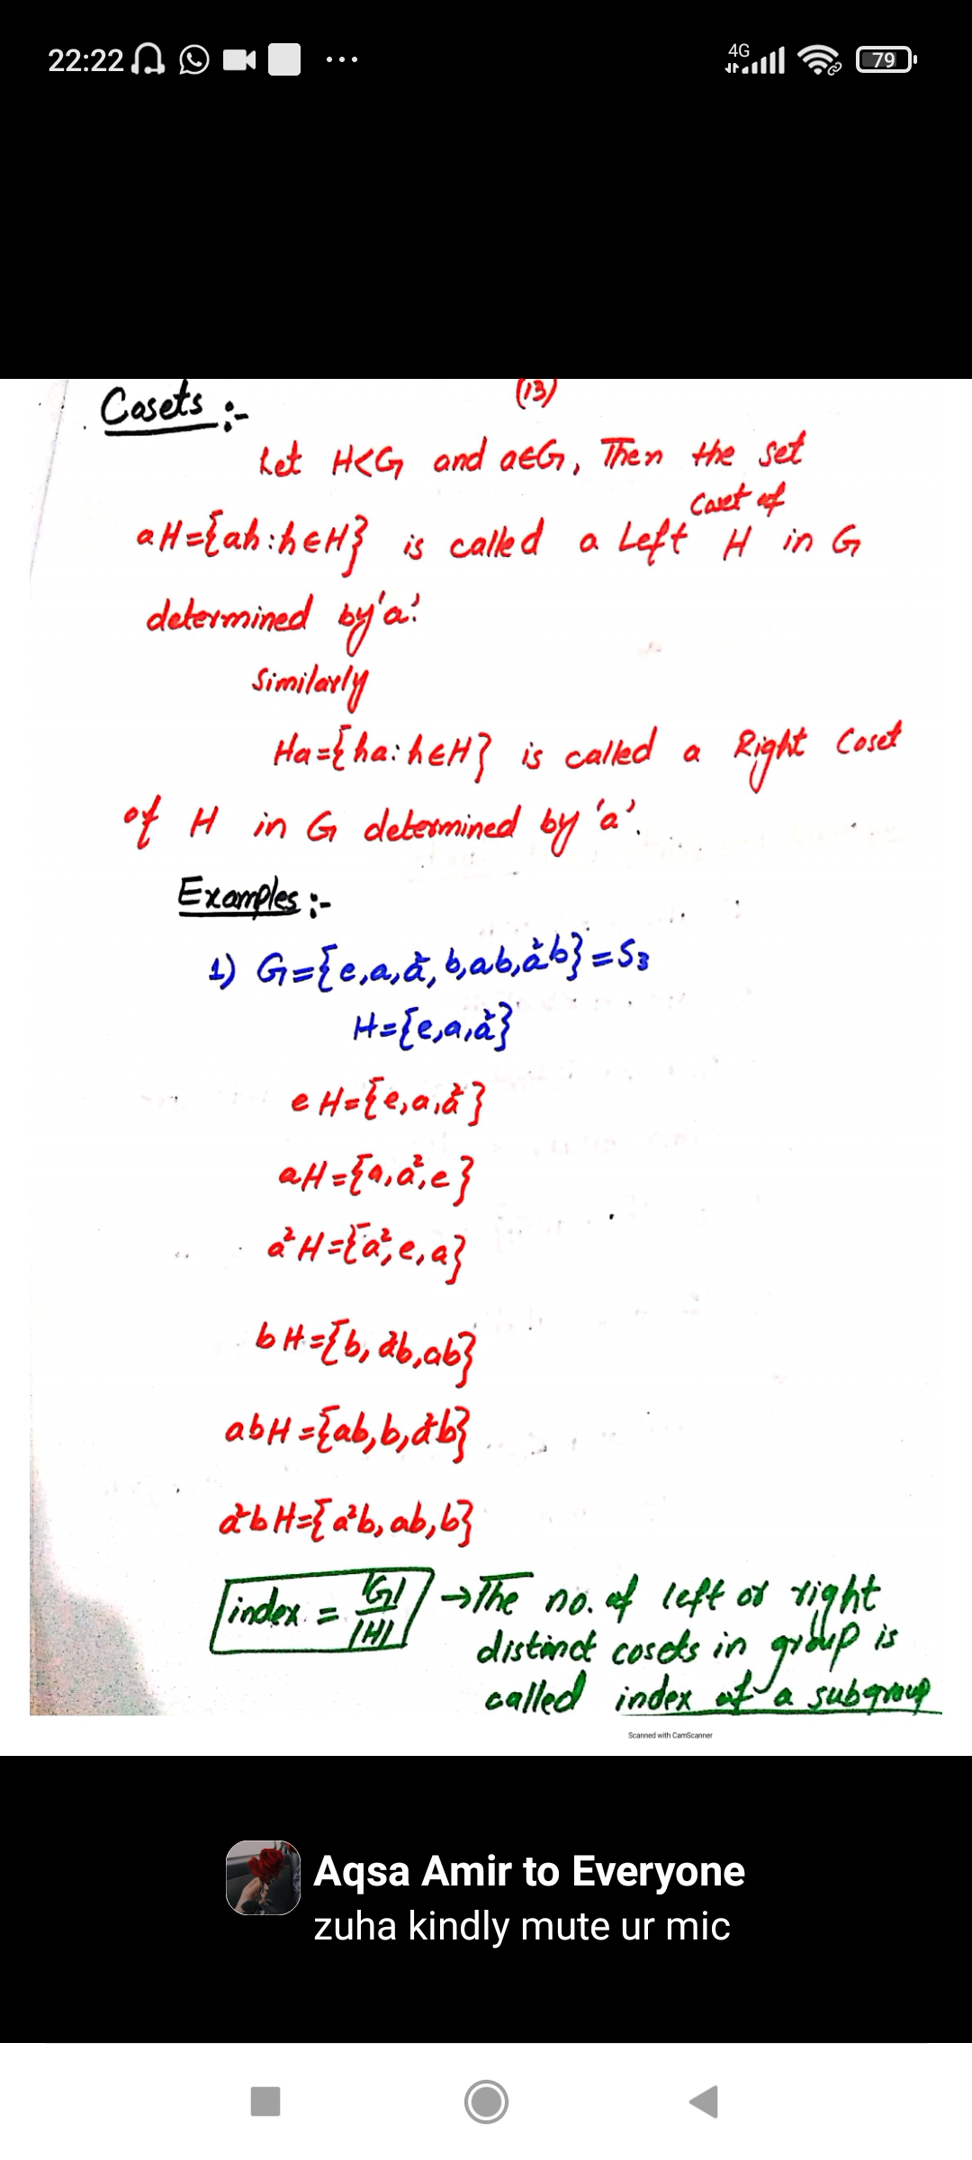 22:22 ... 4G 79
Cosets :-
(13)
Let H<G and a∈G, Then the set
Coset of
aH={ah:h∈H} is called a Left H in G
determined by 'a'.
Similarly
Ha={ha:h∈H} is called a Right Coset
of H in G determined by 'a'.
Examples :-
1) G={e,a,a²,b,ab,a²b}=S₃
H={e,a,a²}
eH={e,a,a²}
aH={a,a²,e}
a²H={a²,e,a}
bH={b,a²b,ab}
abH={ab,b,a²b}
a²bH={a²b,ab,b}
index = |G|/|H| →The no. of left or right
distinct cosets in group is
called index of a subgroup
Scanned with CamScanner
Aqsa Amir to Everyone
zuha kindly mute ur mic